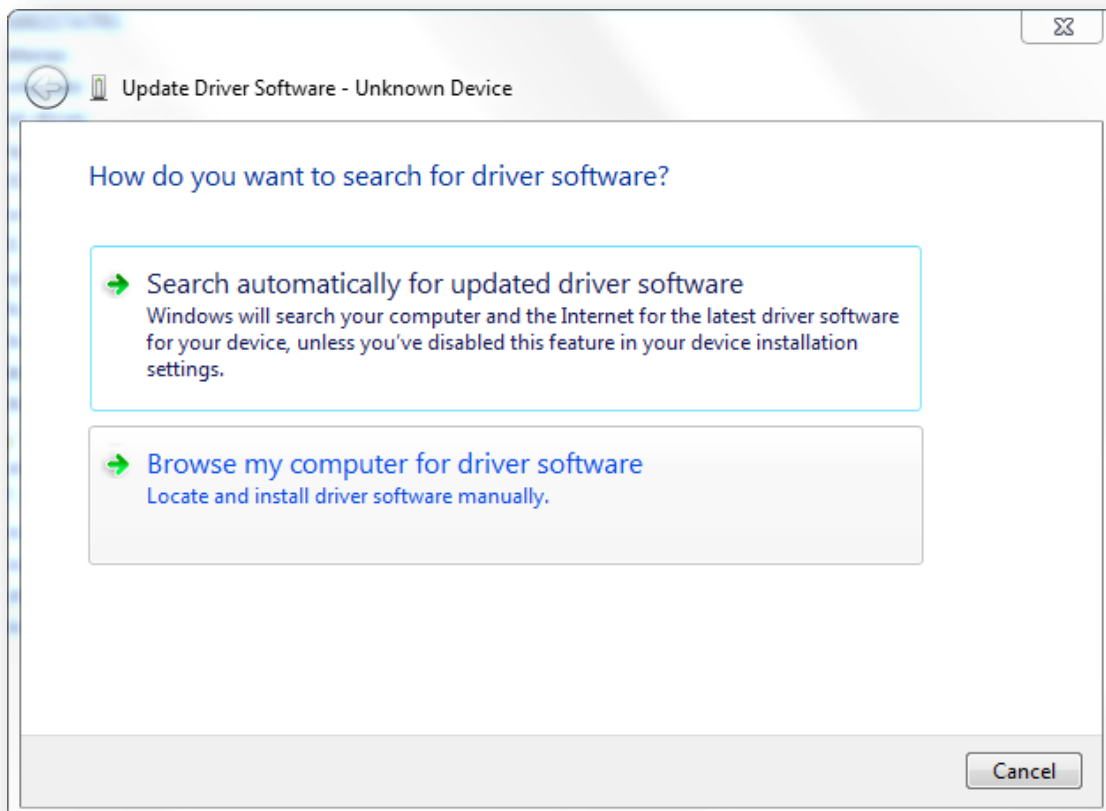 Update Driver Software - Unknown Device
How do you want to search for driver software?
Search automatically for updated driver software
Windows will search your computer and the Internet for the latest driver software
for your device, unless you've disabled this feature in your device installation
settings.
Browse my computer for driver software
Locate and install driver software manually.
Cancel